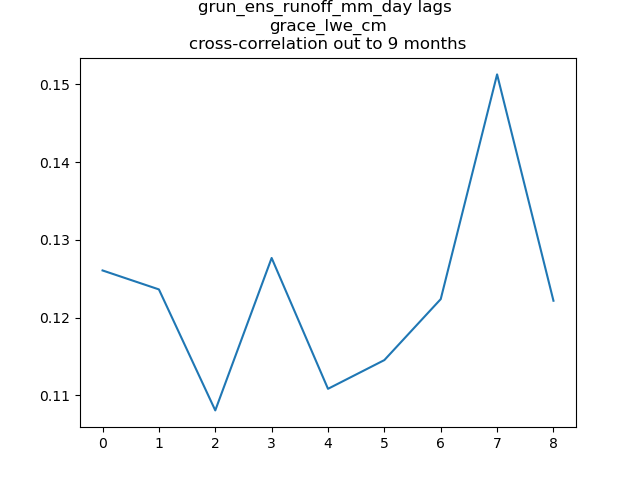 grun_ens_runoff_mm_day lags
grace_lwe_cm
cross-correlation out to 9 months
0.15
0.14
0.13
0.12
0.11
0 1 2 3 4 5 6 7 8